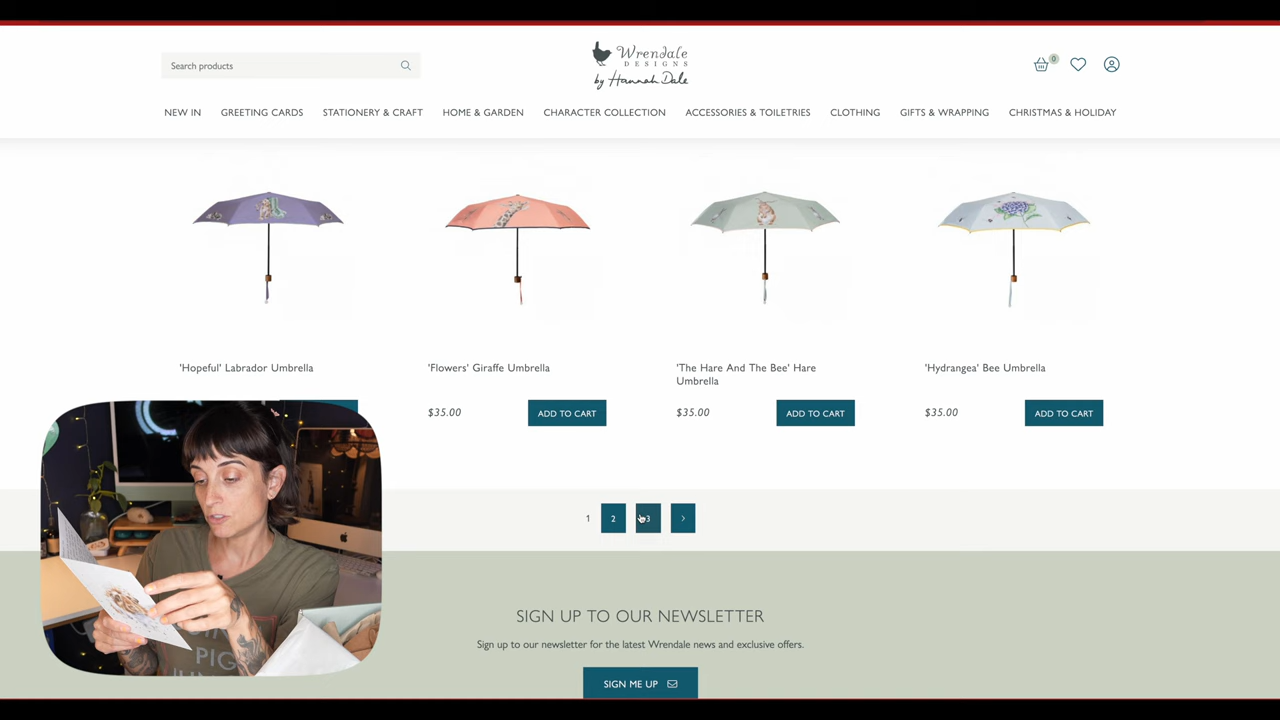 Search products
Wrendale
DESIGNS
by Hannah Dale
0
NEW IN GREETING CARDS STATIONERY & CRAFT HOME & GARDEN CHARACTER COLLECTION ACCESSORIES & TOILETRIES CLOTHING GIFTS & WRAPPING CHRISTMAS & HOLIDAY
'Hopeful' Labrador Umbrella
'Flowers' Giraffe Umbrella
'The Hare And The Bee' Hare
Umbrella
'Hydrangea' Bee Umbrella
$35.00 ADD TO CART
$35.00 ADD TO CART
$35.00 ADD TO CART
1 2 3 >
SIGN UP TO OUR NEWSLETTER
Sign up to our newsletter for the latest Wrendale news and exclusive offers.
SIGN ME UP
PIG